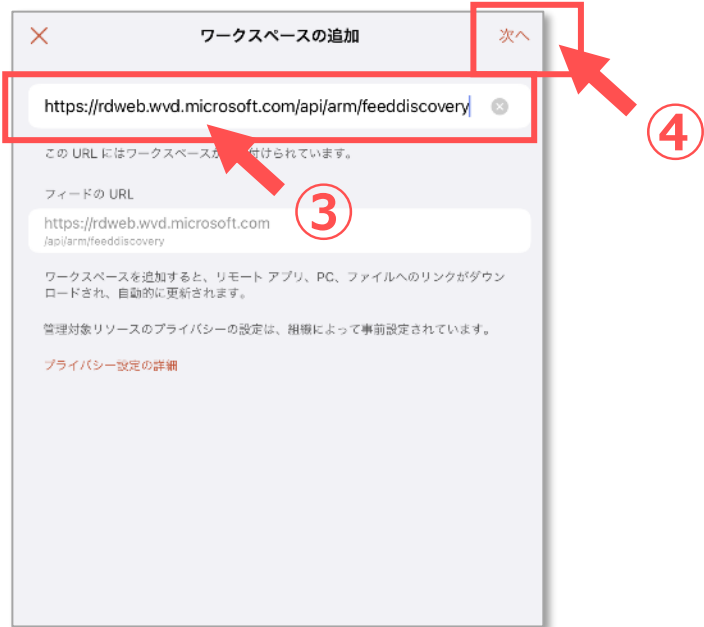 ワークスペースの追加 次へ
https://rdweb.wvd.microsoft.com/api/arm/feeddiscovery
④
この URL にはワークスペースが 付けられています。
③
フィードの URL
https://rdweb.wvd.microsoft.com
/api/arm/feeddiscovery
ワークスペースを追加すると、リモート アプリ、PC、ファイルへのリンクがダウン
ロードされ、自動的に更新されます。
管理対象リソースのプライバシーの設定は、組織によって事前設定されています。
プライバシー設定の詳細